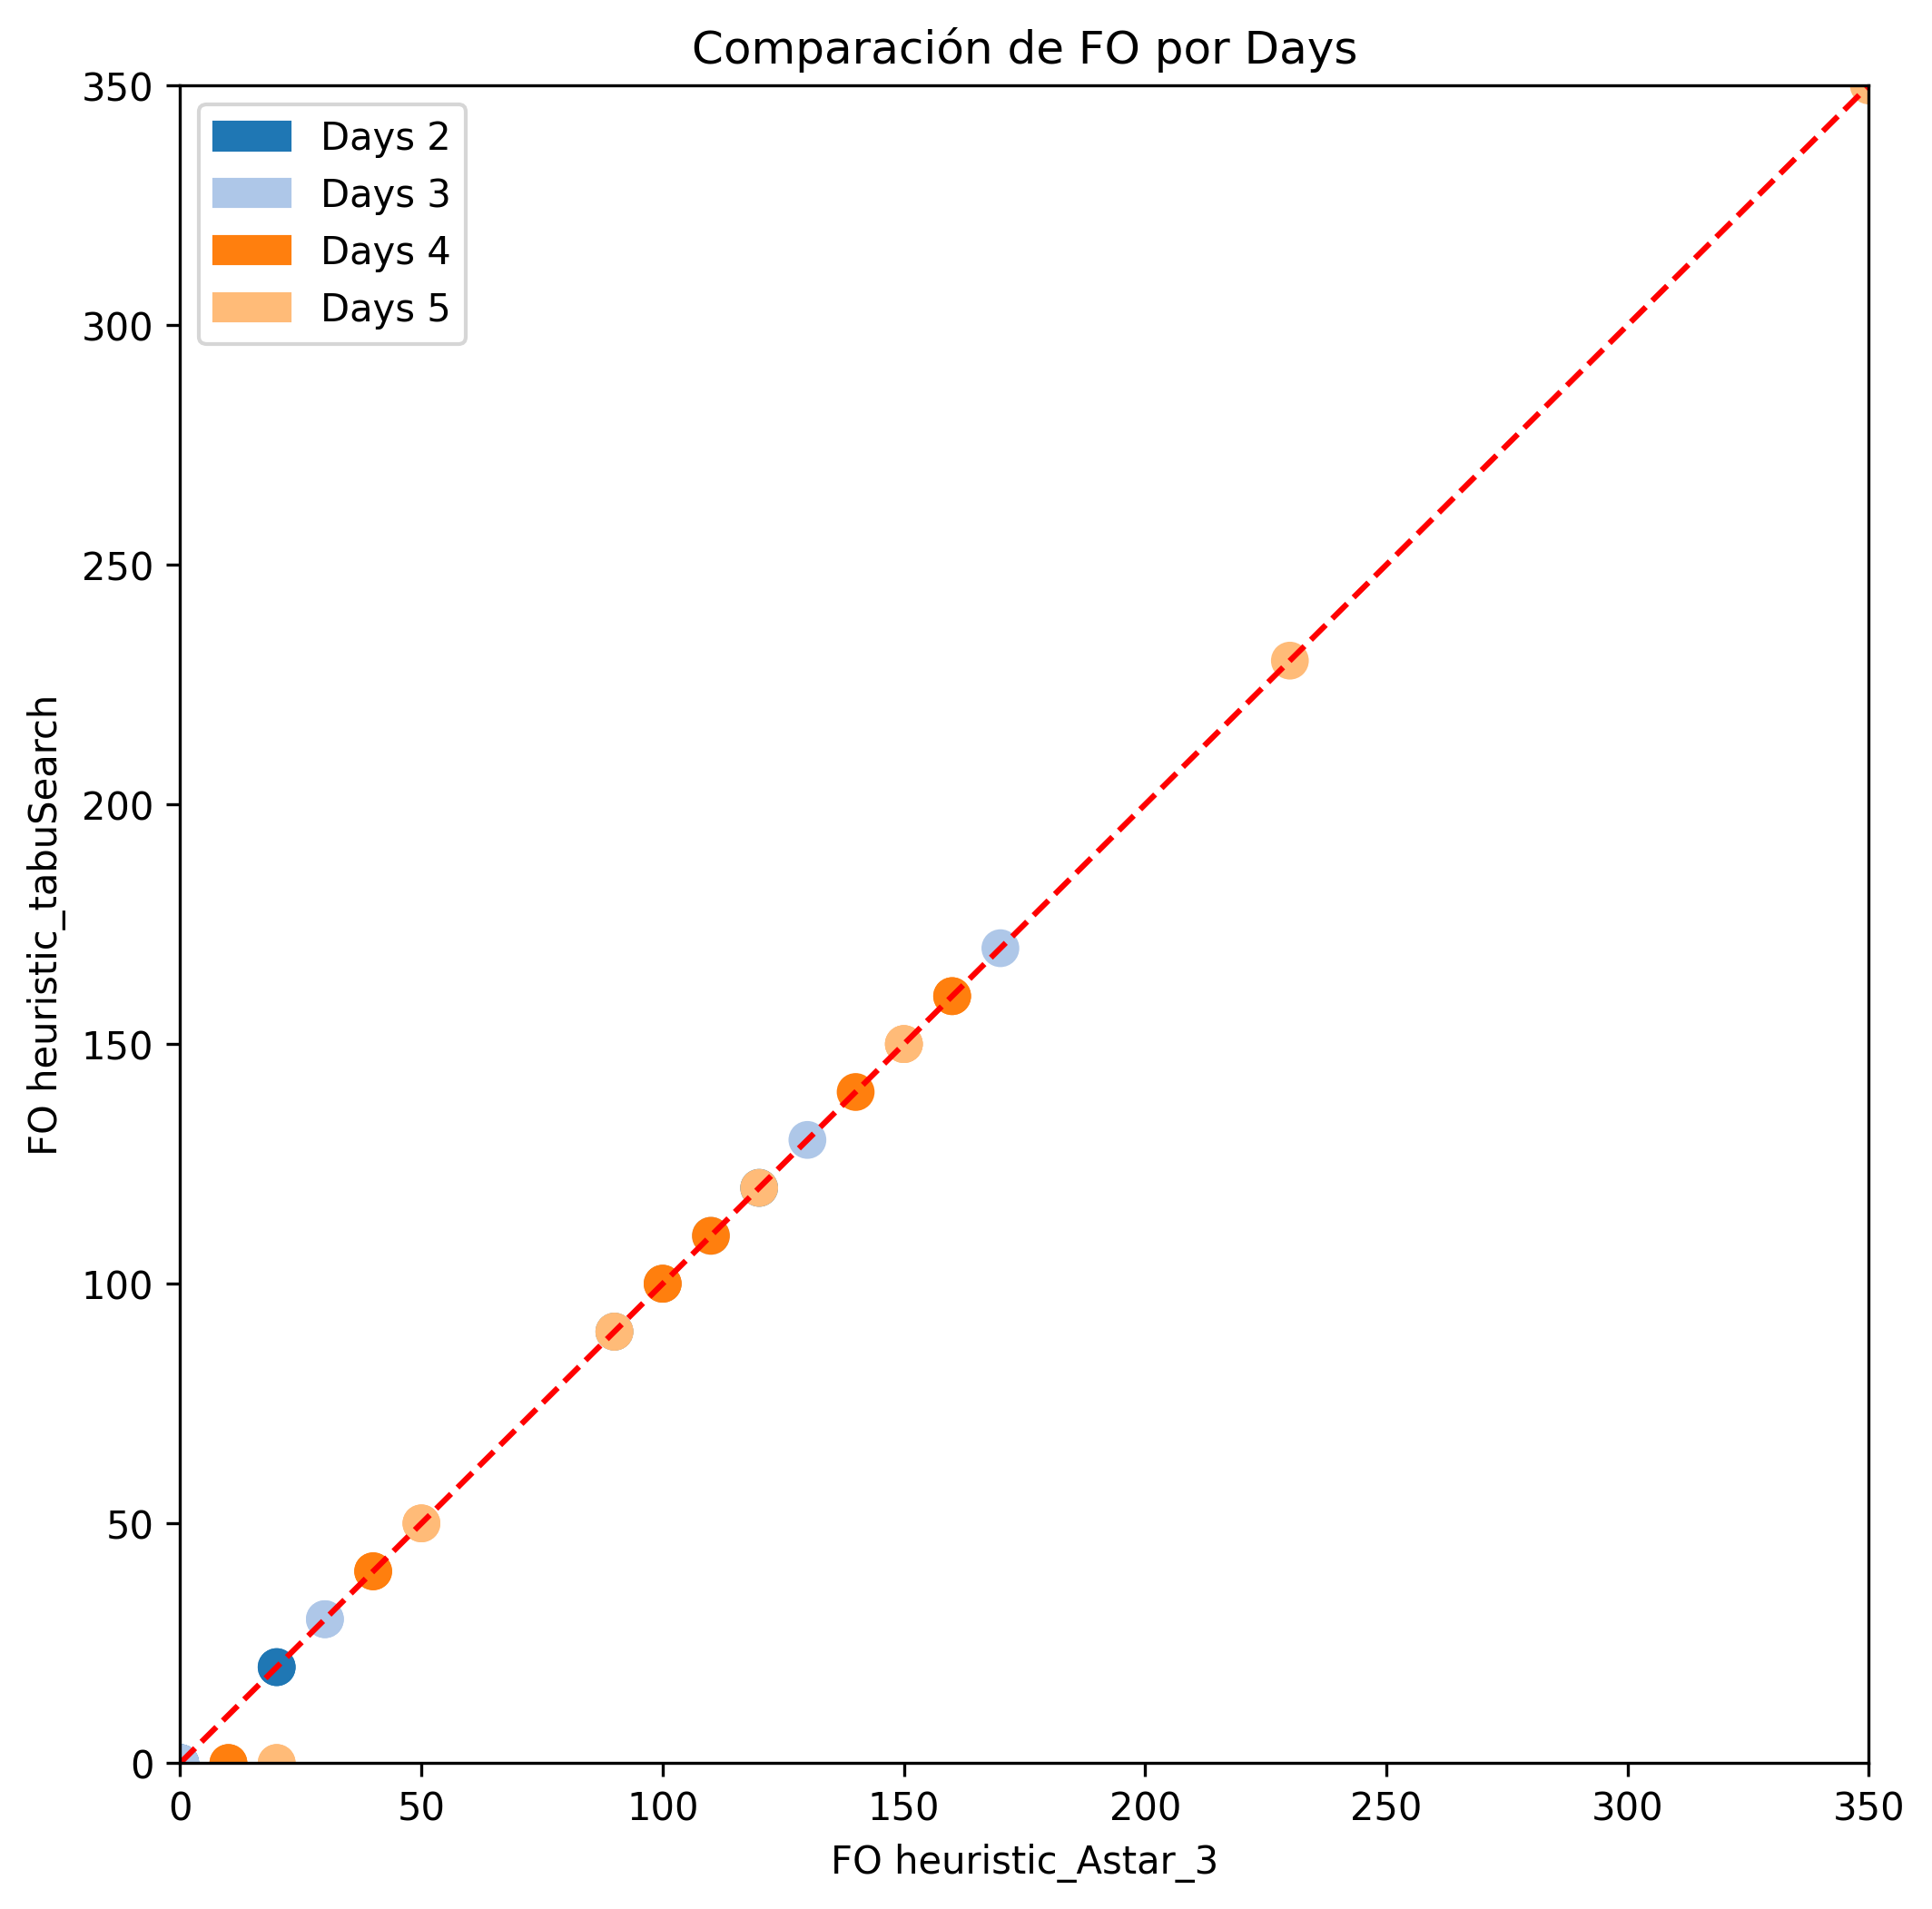 Comparación de FO por Days
350
300
250
200
150
100
50
0
Days 2
Days 3
Days 4
Days 5
FO heuristic_tabuSearch
0 50 100 150 200 250 300 350
FO heuristic_Astar_3